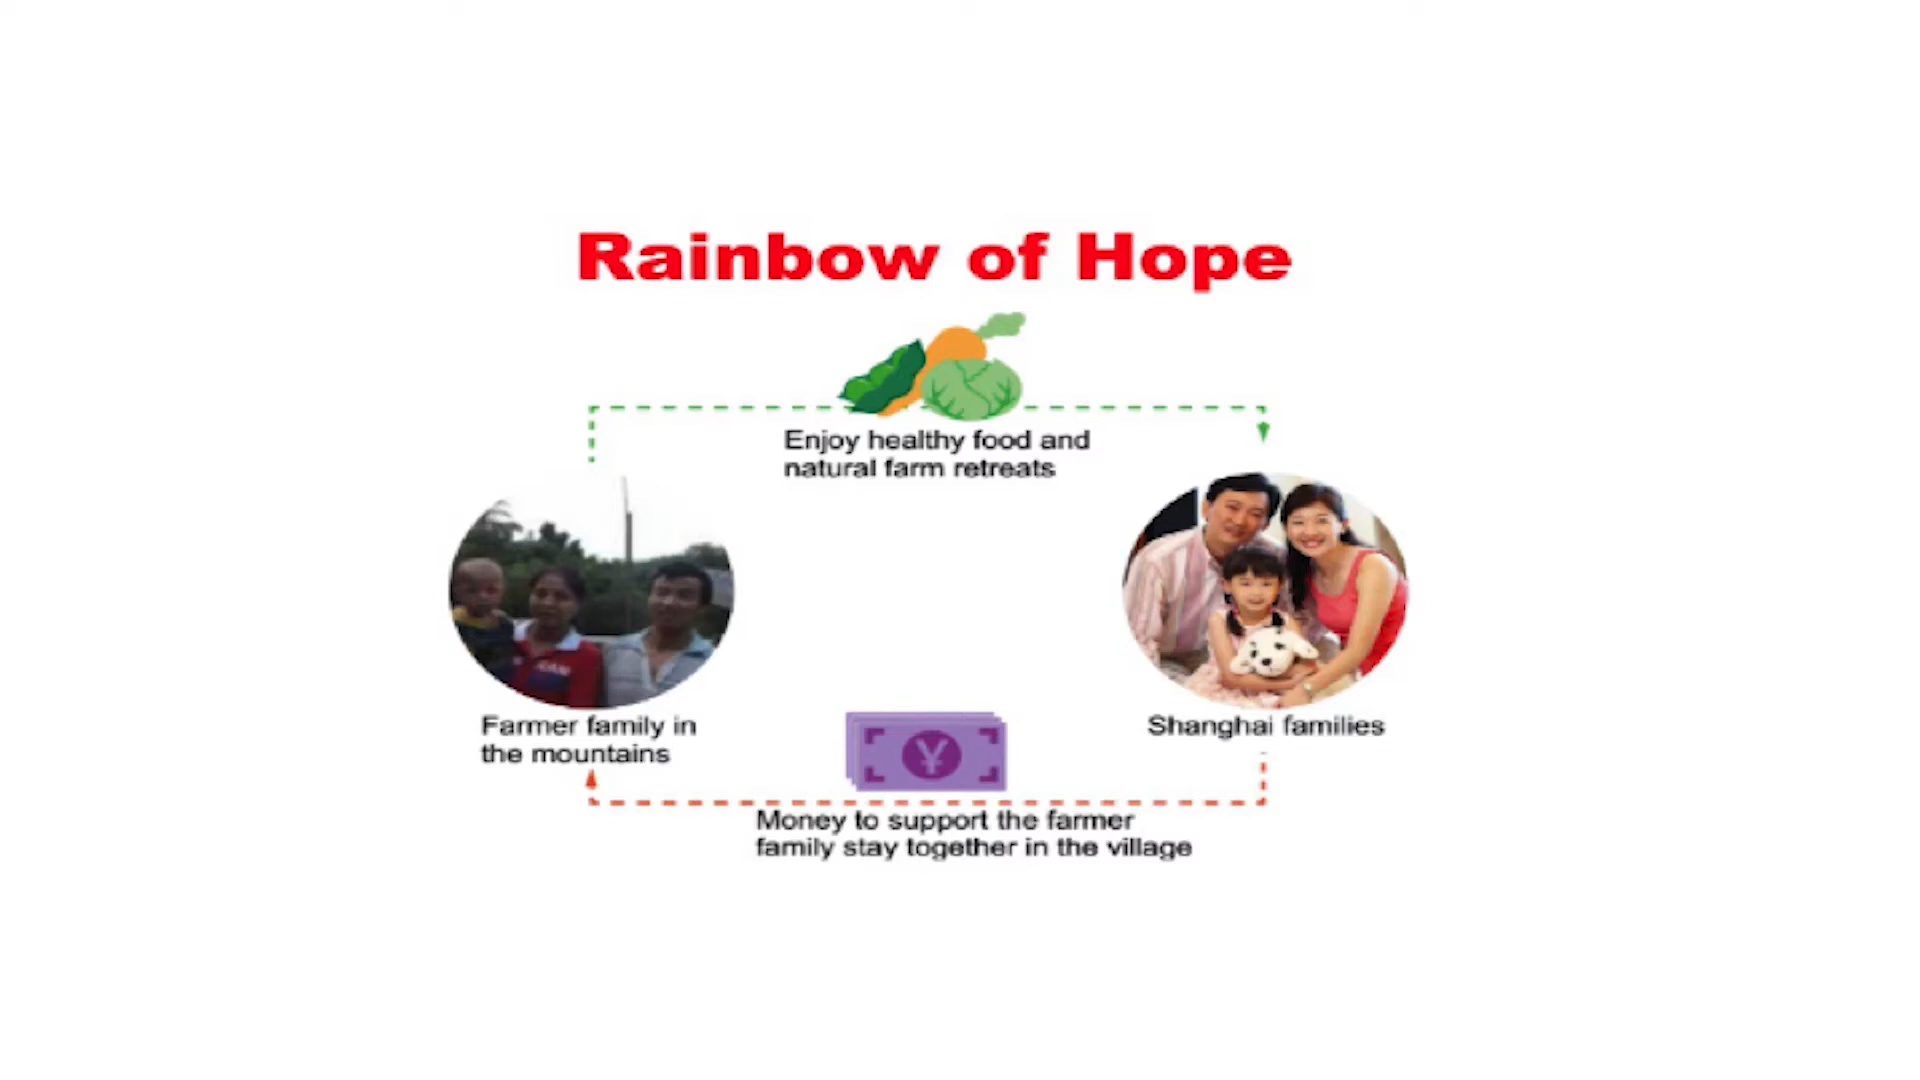 Rainbow of Hope
Enjoy healthy food and
natural farm retreats
Farmer family in
the mountains
Shanghai families
¥
Money to support the farmer
family stay together in the village